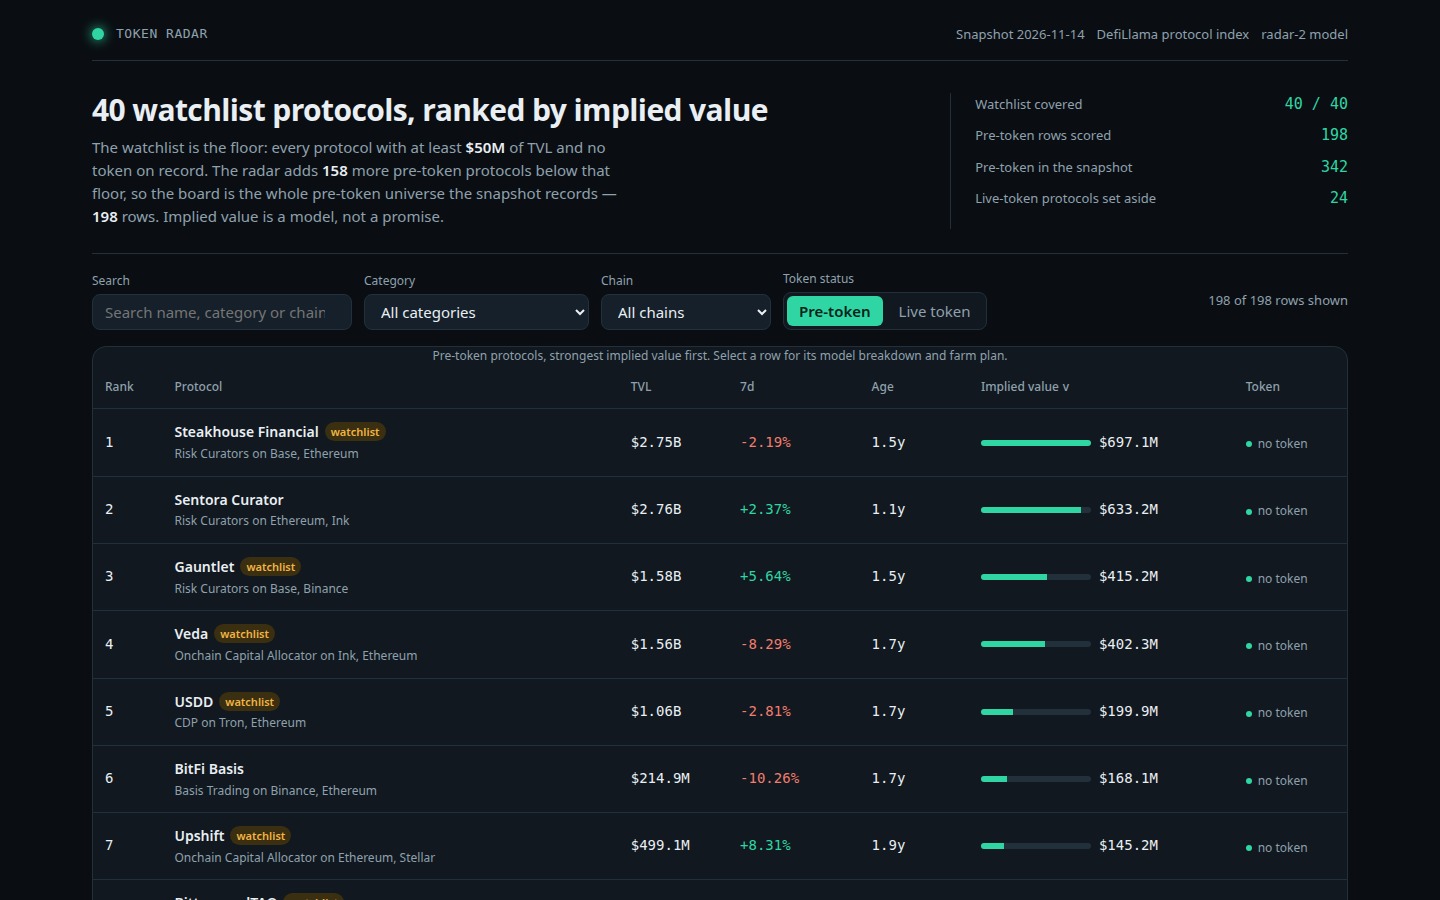 TOKEN RADAR
Snapshot 2026-11-14 DefiLlama protocol index radar-2 model
40 watchlist protocols, ranked by implied value
The watchlist is the floor: every protocol with at least $50M of TVL and no
token on record. The radar adds 158 more pre-token protocols below that
floor, so the board is the whole pre-token universe the snapshot records —
198 rows. Implied value is a model, not a promise.
Watchlist covered 40 / 40
Pre-token rows scored 198
Pre-token in the snapshot 342
Live-token protocols set aside 24
Search Category Chain Token status
Search name, category or chain All categories All chains Pre-token Live token
198 of 198 rows shown
Pre-token protocols, strongest implied value first. Select a row for its model breakdown and farm plan.
Rank Protocol TVL 7d Age Implied value v Token
1 Steakhouse Financial watchlist $2.75B -2.19% 1.5y $697.1M no token
Risk Curators on Base, Ethereum
2 Sentora Curator $2.76B +2.37% 1.1y $633.2M no token
Risk Curators on Ethereum, Ink
3 Gauntlet watchlist $1.58B +5.64% 1.5y $415.2M no token
Risk Curators on Base, Binance
4 Veda watchlist $1.56B -8.29% 1.7y $402.3M no token
Onchain Capital Allocator on Ink, Ethereum
5 USDD watchlist $1.06B -2.81% 1.7y $199.9M no token
CDP on Tron, Ethereum
6 BitFi Basis $214.9M -10.26% 1.7y $168.1M no token
Basis Trading on Binance, Ethereum
7 Upshift watchlist $499.1M +8.31% 1.9y $145.2M no token
Onchain Capital Allocator on Ethereum, Stellar